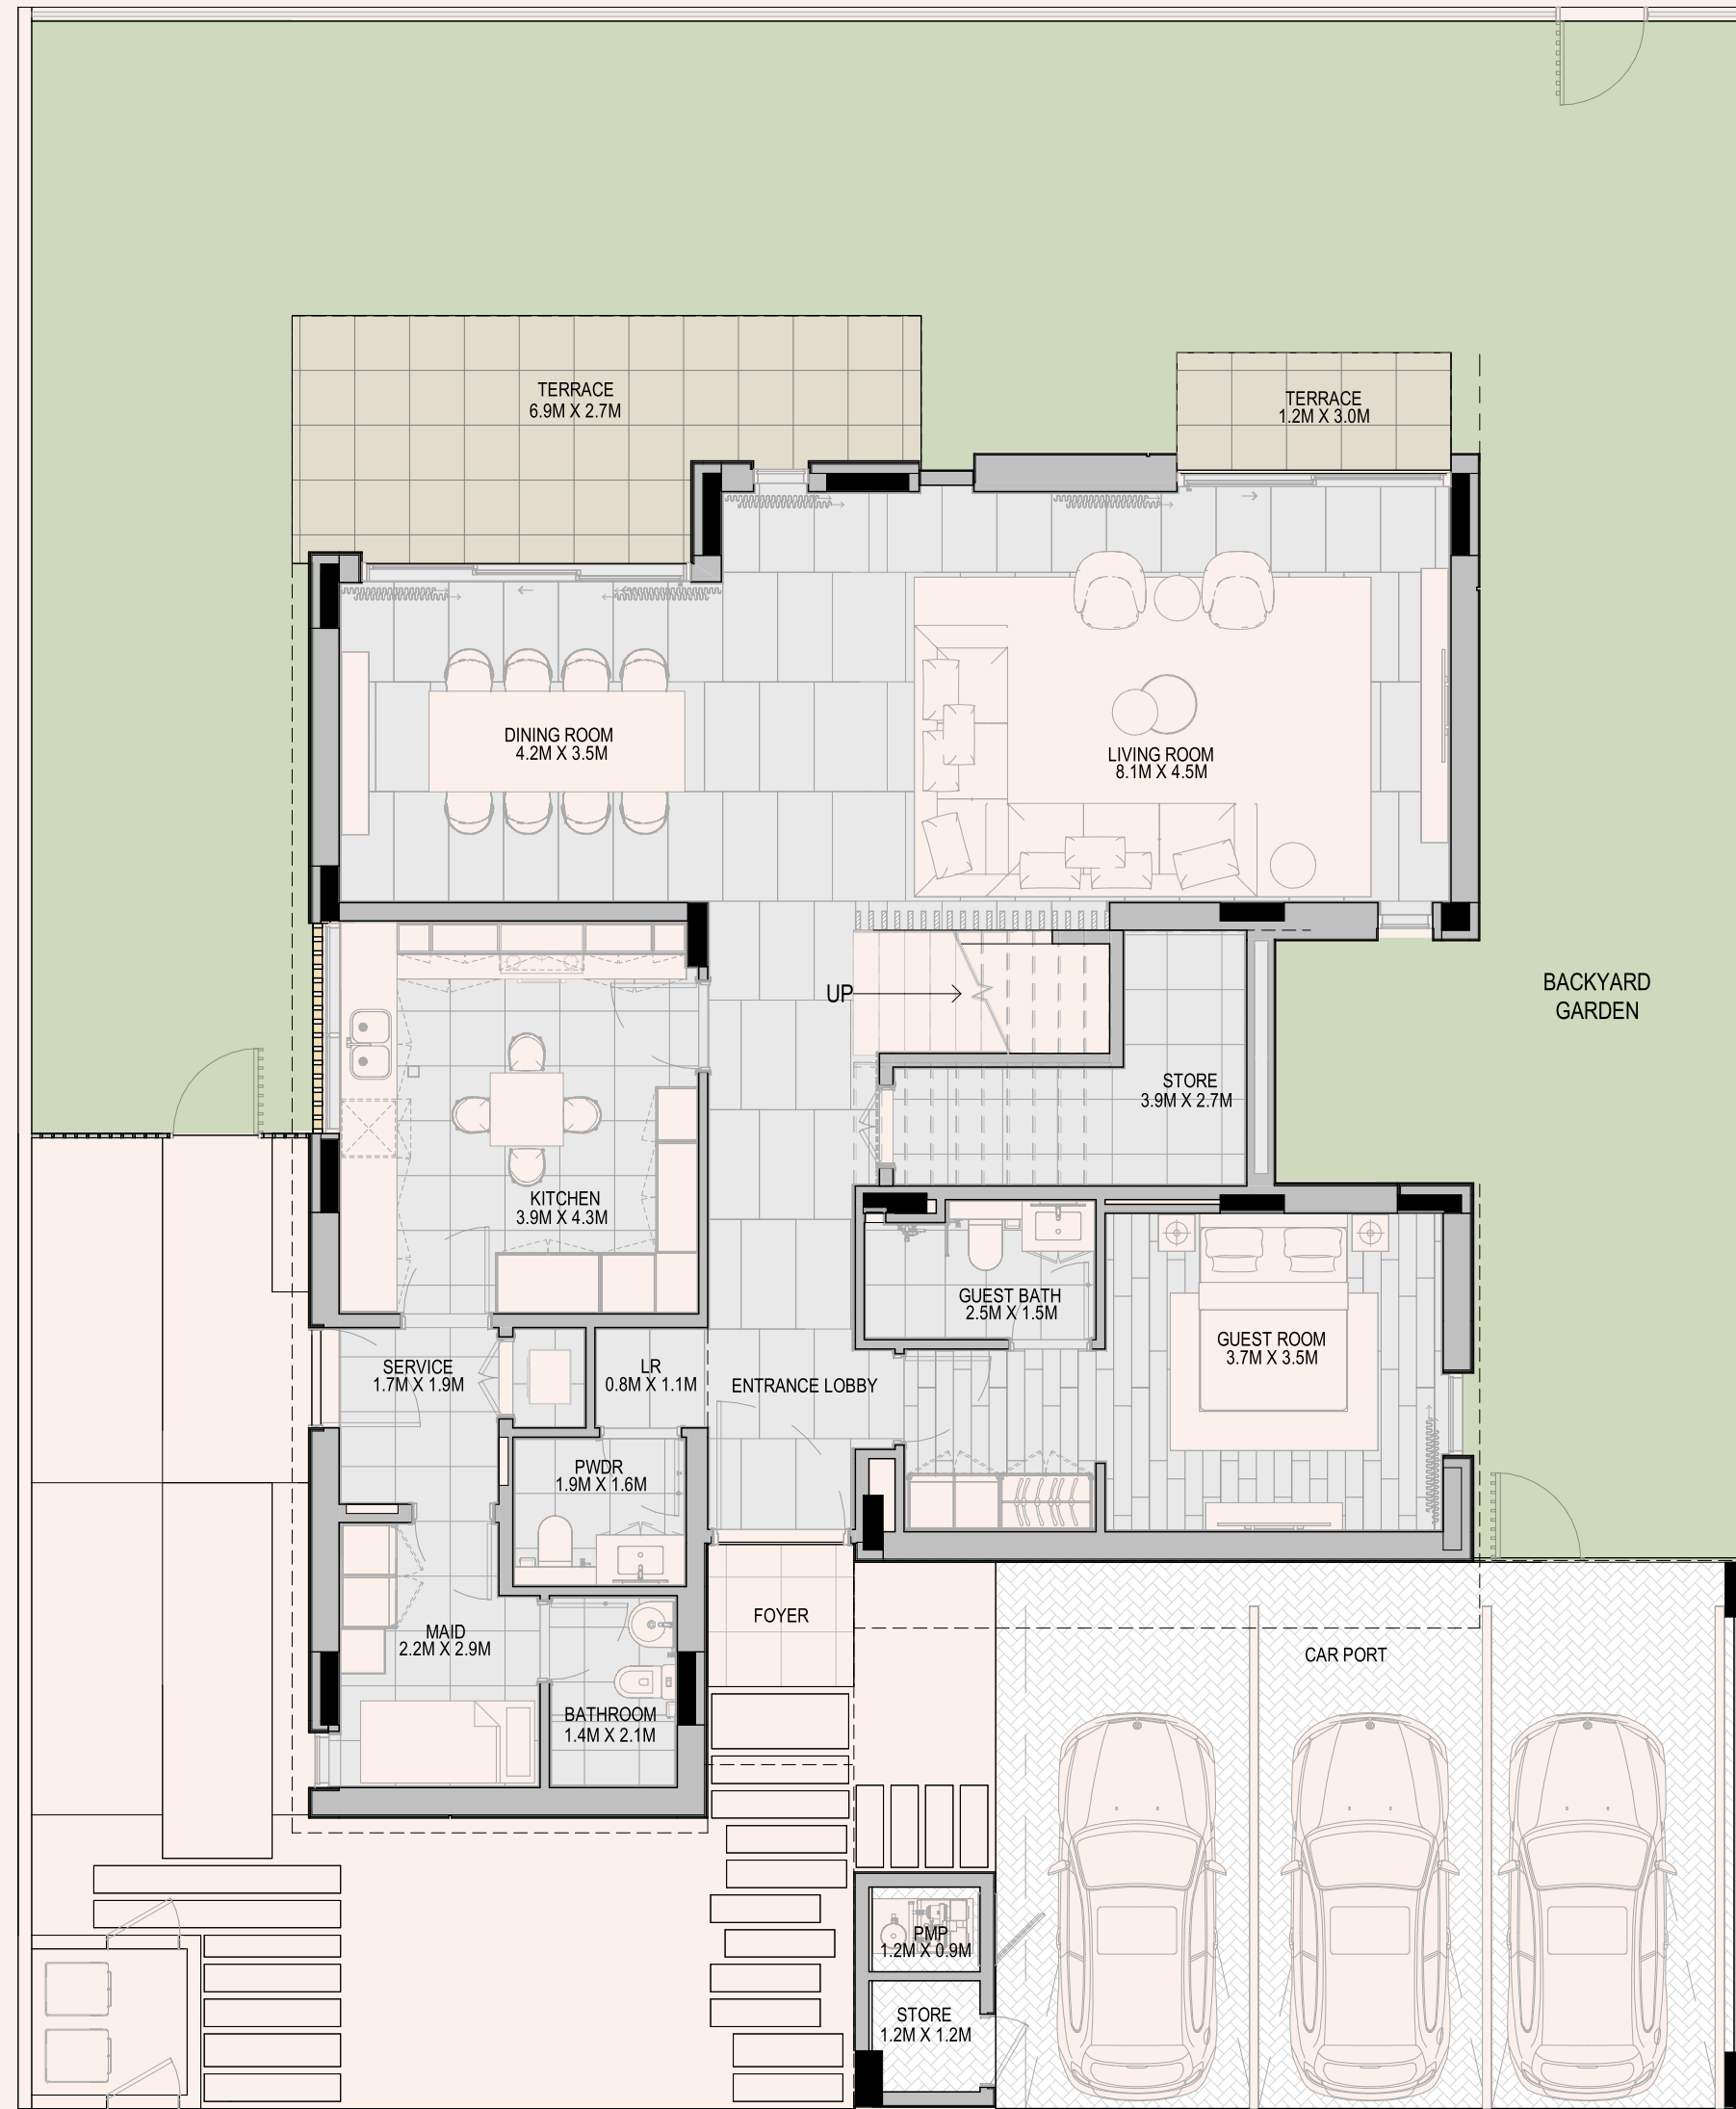 TERRACE
6.9M X 2.7M
TERRACE
1.2M X 3.0M
DINING ROOM
4.2M X 3.5M
LIVING ROOM
8.1M X 4.5M
UP
BACKYARD
GARDEN
STORE
3.9M X 2.7M
KITCHEN
3.9M X 4.3M
GUEST BATH
2.5M X 1.5M
GUEST ROOM
3.7M X 3.5M
SERVICE
1.7M X 1.9M
LR
0.8M X 1.1M
ENTRANCE LOBBY
PWDR
1.9M X 1.6M
FOYER
MAID
2.2M X 2.9M
CAR PORT
BATHROOM
1.4M X 2.1M
PMP
1.2M X 0.9M
STORE
1.2M X 1.2M